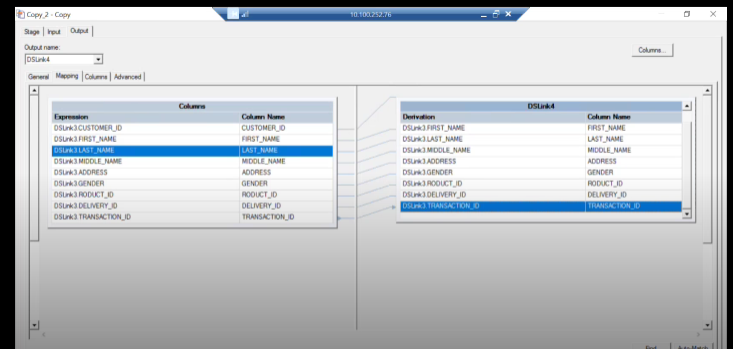 Copy_2 - Copy
10.100.252.76
Stage Input Output
Output name:
DSLink4
Columns...
General Mapping Columns Advanced
Columns
Expression Column Name
DSLink3.CUSTOMER_ID CUSTOMER_ID
DSLink3.FIRST_NAME FIRST_NAME
DSLink3.LAST_NAME LAST_NAME
DSLink3.MIDDLE_NAME MIDDLE_NAME
DSLink3.ADDRESS ADDRESS
DSLink3.GENDER GENDER
DSLink3.RODUCT_ID RODUCT_ID
DSLink3.DELIVERY_ID DELIVERY_ID
DSLink3.TRANSACTION_ID TRANSACTION_ID
DSLink4
Derivation Column Name
DSLink3.FIRST_NAME FIRST_NAME
DSLink3.LAST_NAME LAST_NAME
DSLink3.MIDDLE_NAME MIDDLE_NAME
DSLink3.ADDRESS ADDRESS
DSLink3.GENDER GENDER
DSLink3.RODUCT_ID RODUCT_ID
DSLink3.DELIVERY_ID DELIVERY_ID
DSLink3.TRANSACTION_ID TRANSACTION_ID
Find... Auto-Match